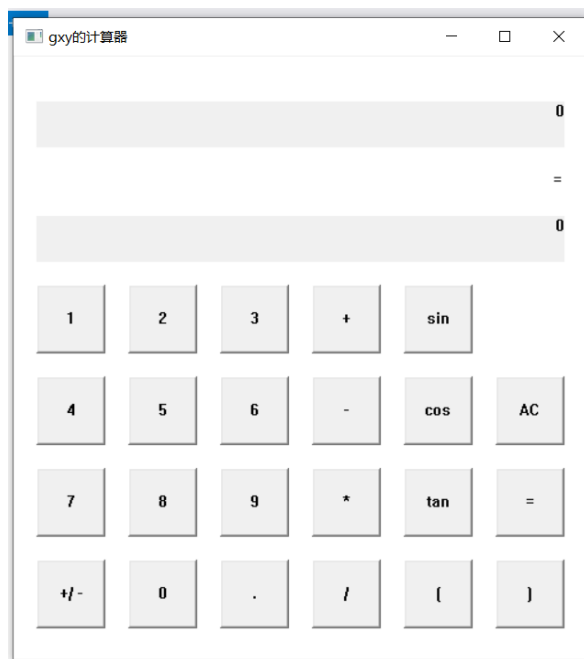 gxy的计算器
0
=
0
1 2 3 + sin
4 5 6 - cos AC
7 8 9 * tan =
+/- 0 . / ( )